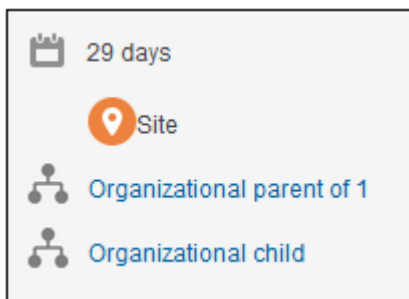 29 days
Site
Organizational parent of 1
Organizational child